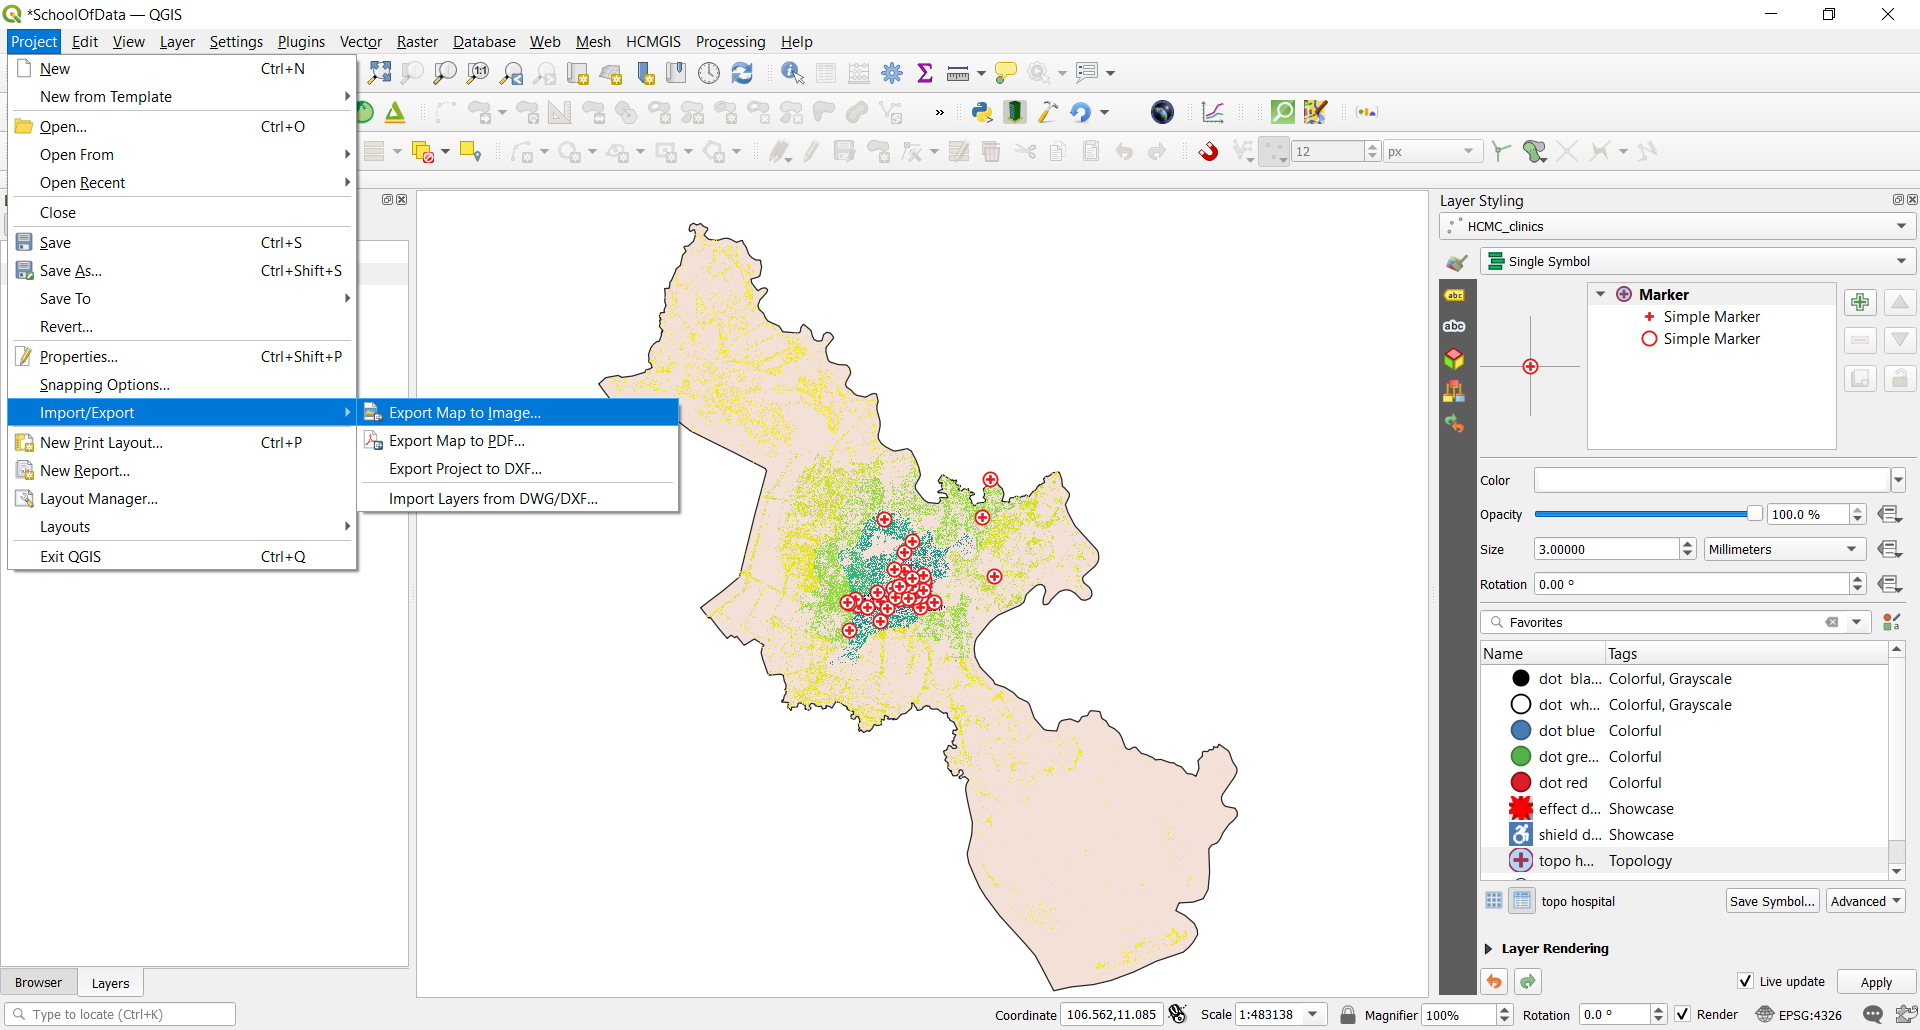 *SchoolOfData — QGIS
Project Edit View Layer Settings Plugins Vector Raster Database Web Mesh HCMGIS Processing Help
New Ctrl+N
New from Template
Open... Ctrl+O
Open From
Open Recent
Close
Save Ctrl+S
Save As... Ctrl+Shift+S
Save To
Revert...
Properties... Ctrl+Shift+P
Snapping Options...
Import/Export
New Print Layout... Ctrl+P
New Report...
Layout Manager...
Layouts
Exit QGIS Ctrl+Q
Export Map to Image...
Export Map to PDF...
Export Project to DXF...
Import Layers from DWG/DXF...
1:1
»
12 px
Layer Styling
HCMC_clinics
Single Symbol
abc
abc
Marker
Simple Marker
Simple Marker
Color
Opacity 100.0 %
Size 3.00000 Millimeters
Rotation 0.00 °
Favorites
Name Tags
dot bla... Colorful, Grayscale
dot wh... Colorful, Grayscale
dot blue Colorful
dot gre... Colorful
dot red Colorful
effect d... Showcase
shield d... Showcase
topo h... Topology
topo hospital Save Symbol... Advanced
Layer Rendering
Live update Apply
Browser Layers
Type to locate (Ctrl+K) Coordinate 106.562,11.085 Scale 1:483138 Magnifier 100% Rotation 0.0 ° Render EPSG:4326